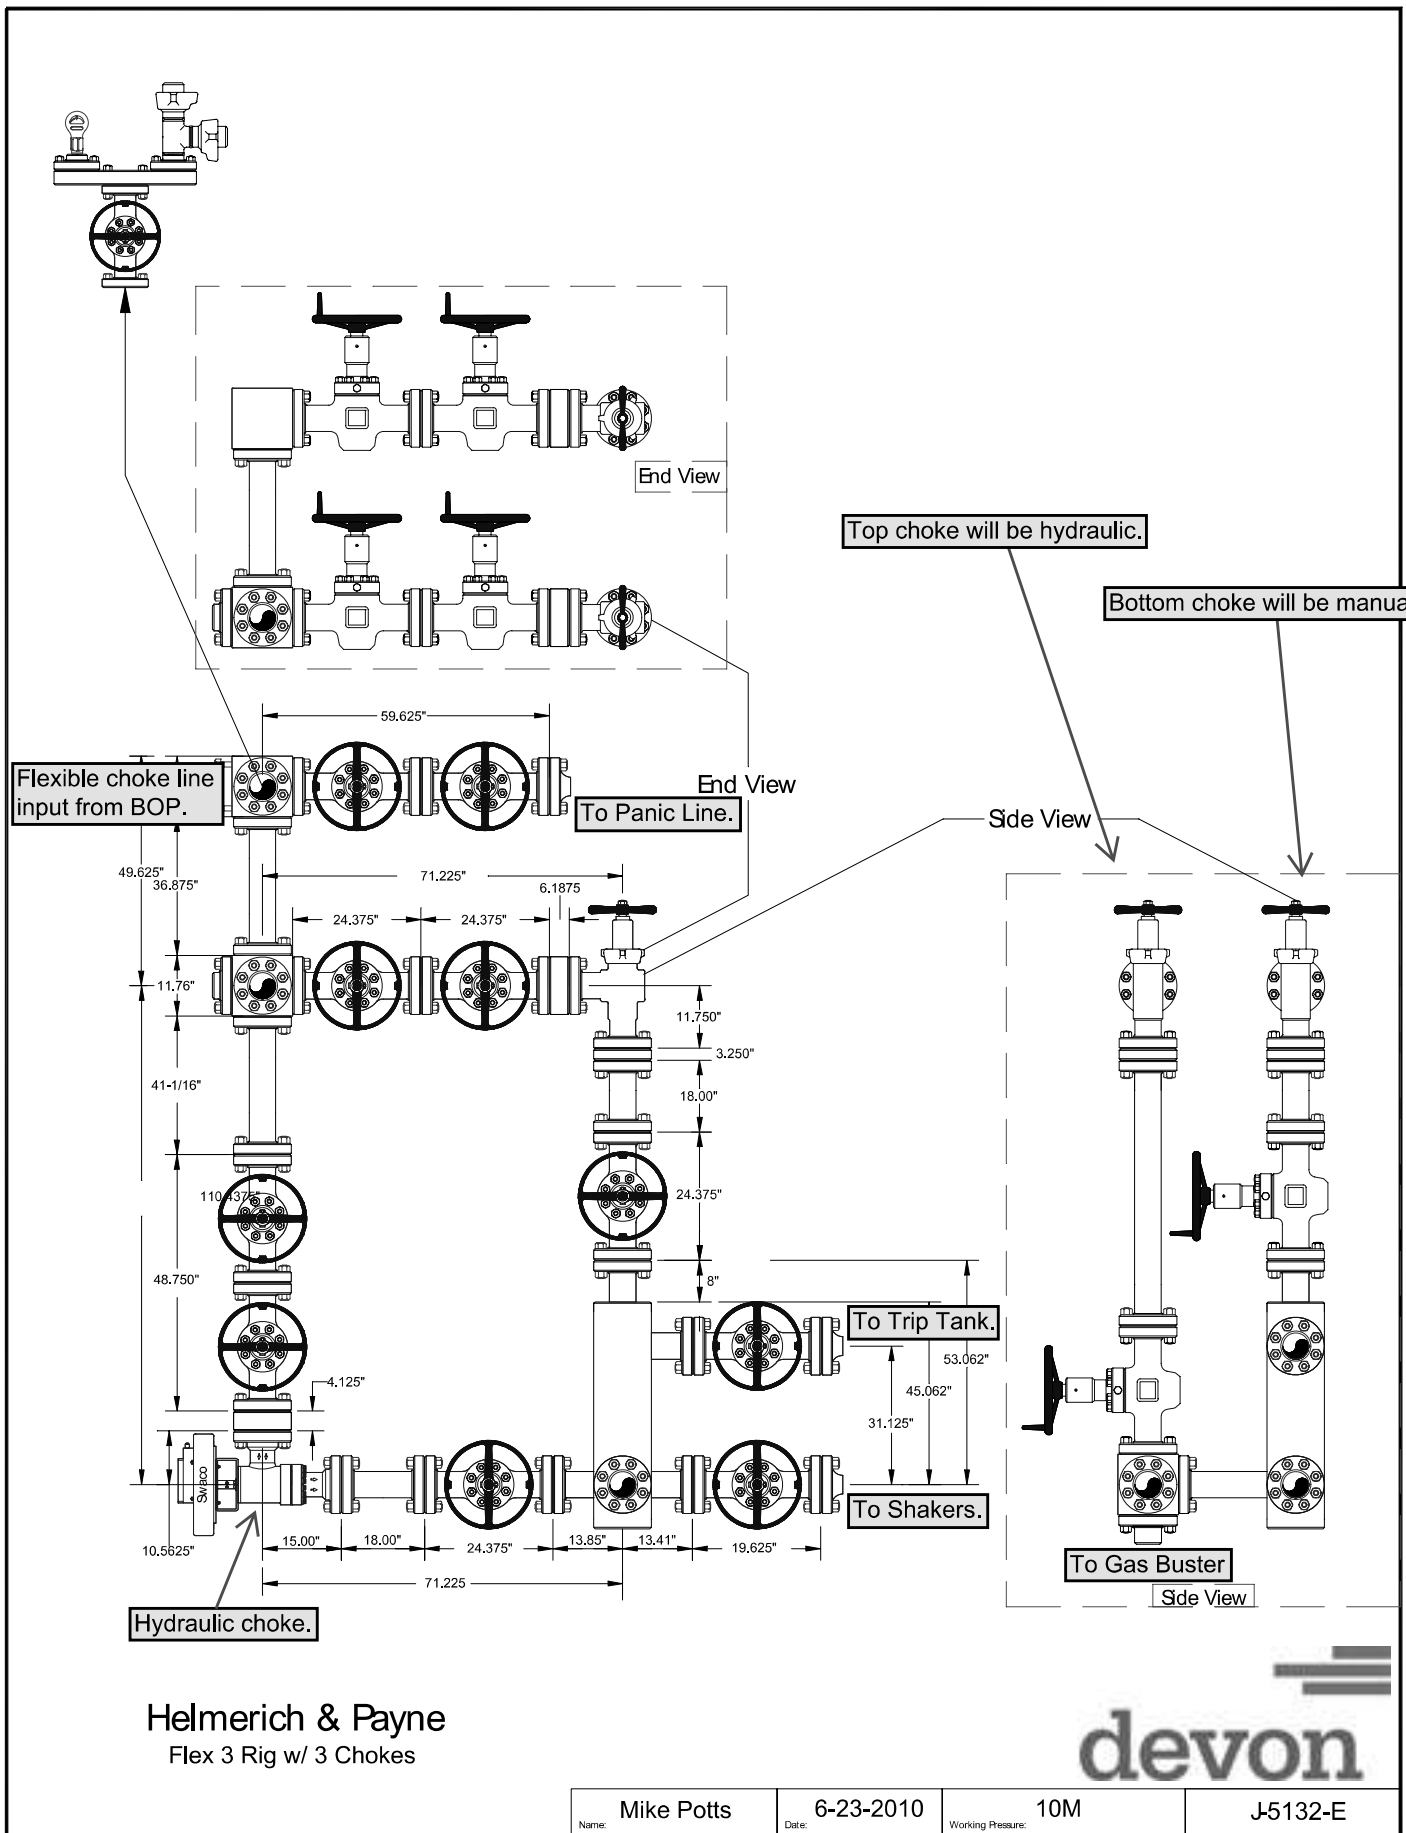 End View
Top choke will be hydraulic.
Bottom choke will be manua
59.625"
Flexible choke line
input from BOP.
End View
To Panic Line.
Side View
49.625"
36.875"
71.225"
6.1875
24.375"
24.375"
11.76"
11.750"
3.250"
41-1/16"
18.00"
110.4375"
24.375"
48.750"
8"
To Trip Tank.
53.062"
4.125"
45.062"
31.125"
Swaco
To Shakers.
10.5625"
15.00"
18.00"
24.375"
13.85"
13.41"
19.625"
To Gas Buster
71.225
Side View
Hydraulic choke.
Helmerich & Payne
Flex 3 Rig w/ 3 Chokes
devon
Name: Mike Potts
Date: 6-23-2010
Working Pressure: 10M
J-5132-E